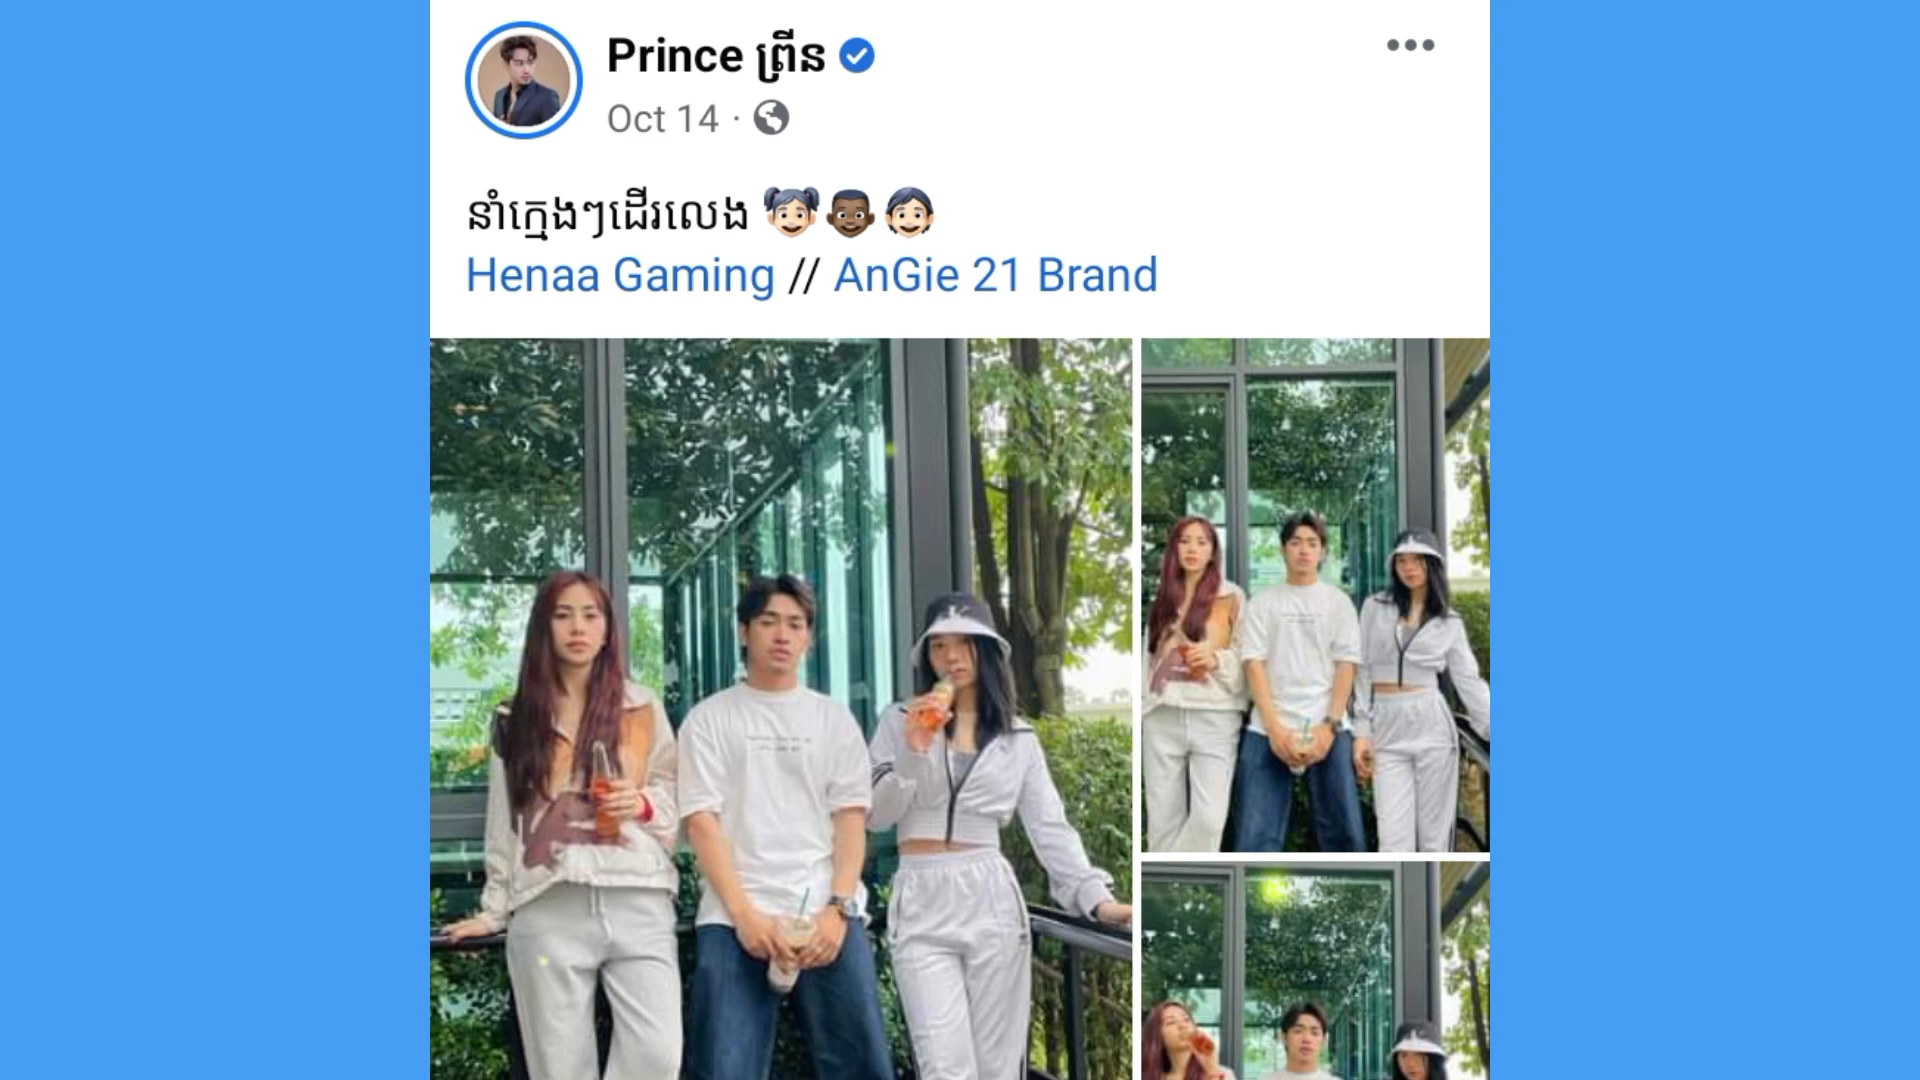 Prince ព្រីន
Oct 14 ·
នាំក្មេងៗដើរលេង 👧🏻👦🏿🧒🏻
Henaa Gaming // AnGie 21 Brand